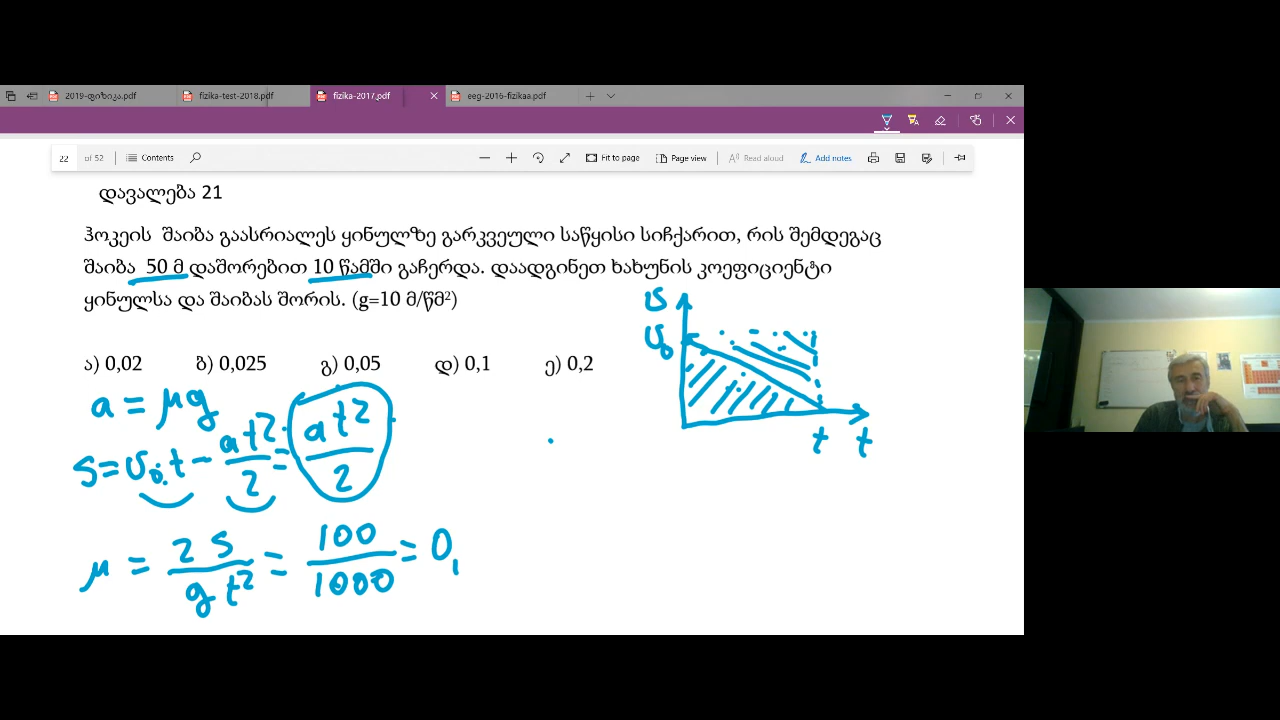 2019-ფიზიკა.pdf fizika-test-2018.pdf fizika-2017.pdf eeg-2016-fizikaa.pdf
22 of 52 Contents Fit to page Page view Read aloud Add notes
დავალება 21
ჰოკეის შაიბა გაასრიალეს ყინულზე გარკვეული საწყისი სიჩქარით, რის შემდეგაც
შაიბა 50 მ დაშორებით 10 წამში გაჩერდა. დაადგინეთ ხახუნის კოეფიციენტი
ყინულსა და შაიბას შორის. (g=10 მ/წმ²)
ა) 0,02 ბ) 0,025 გ) 0,05 დ) 0,1 ე) 0,2
a = μg
s = υ₀·t − at²/2 = at²/2
μ = 2s/gt² = 100/1000 = 0,
υ
υ₀
t t